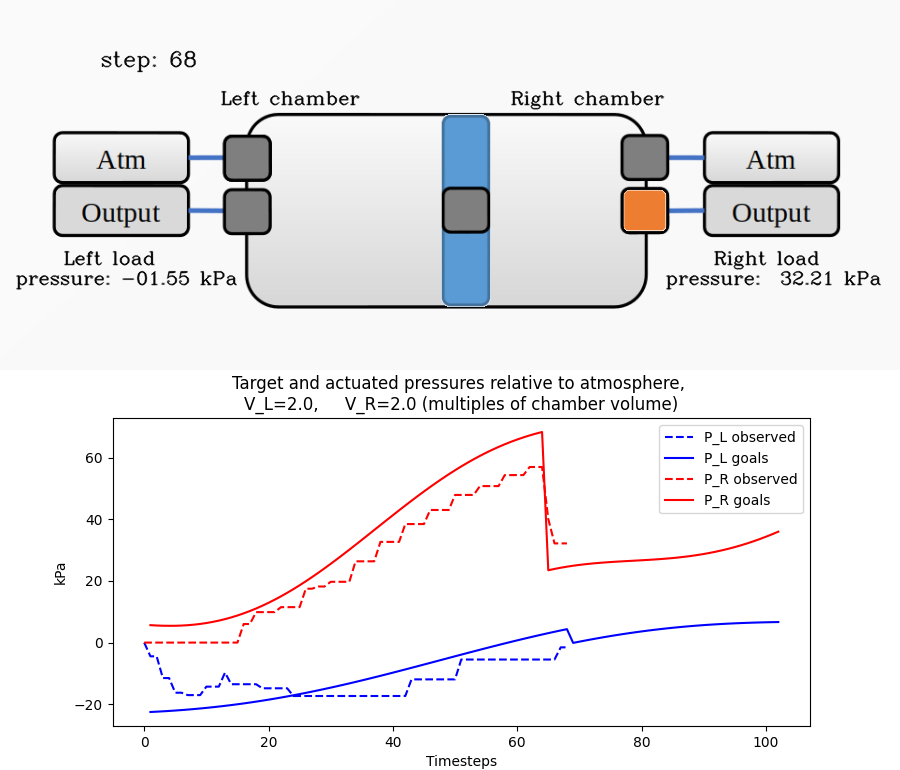 step: 68
Left chamber
Right chamber
Atm
Atm
Output
Output
Left load
pressure: -01.55 kPa
Right load
pressure: 32.21 kPa
Target and actuated pressures relative to atmosphere,
V_L=2.0, V_R=2.0 (multiples of chamber volume)
P_L observed
P_L goals
P_R observed
P_R goals
kPa
60
40
20
0
−20
0
20
40
60
80
100
Timesteps